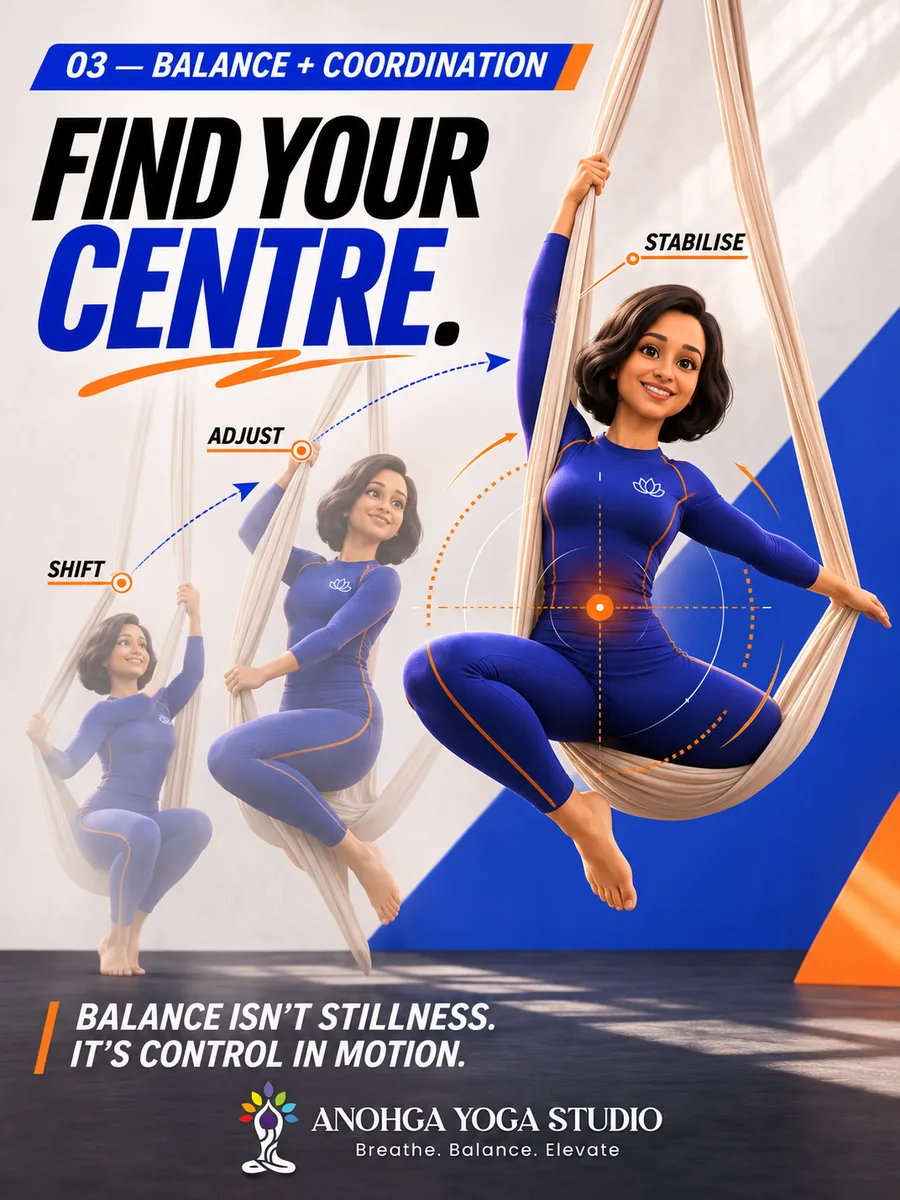 03 — BALANCE + COORDINATION
FIND YOUR
CENTRE.
STABILISE
ADJUST
SHIFT
BALANCE ISN'T STILLNESS.
IT'S CONTROL IN MOTION.
ANOHGA YOGA STUDIO
Breathe. Balance. Elevate